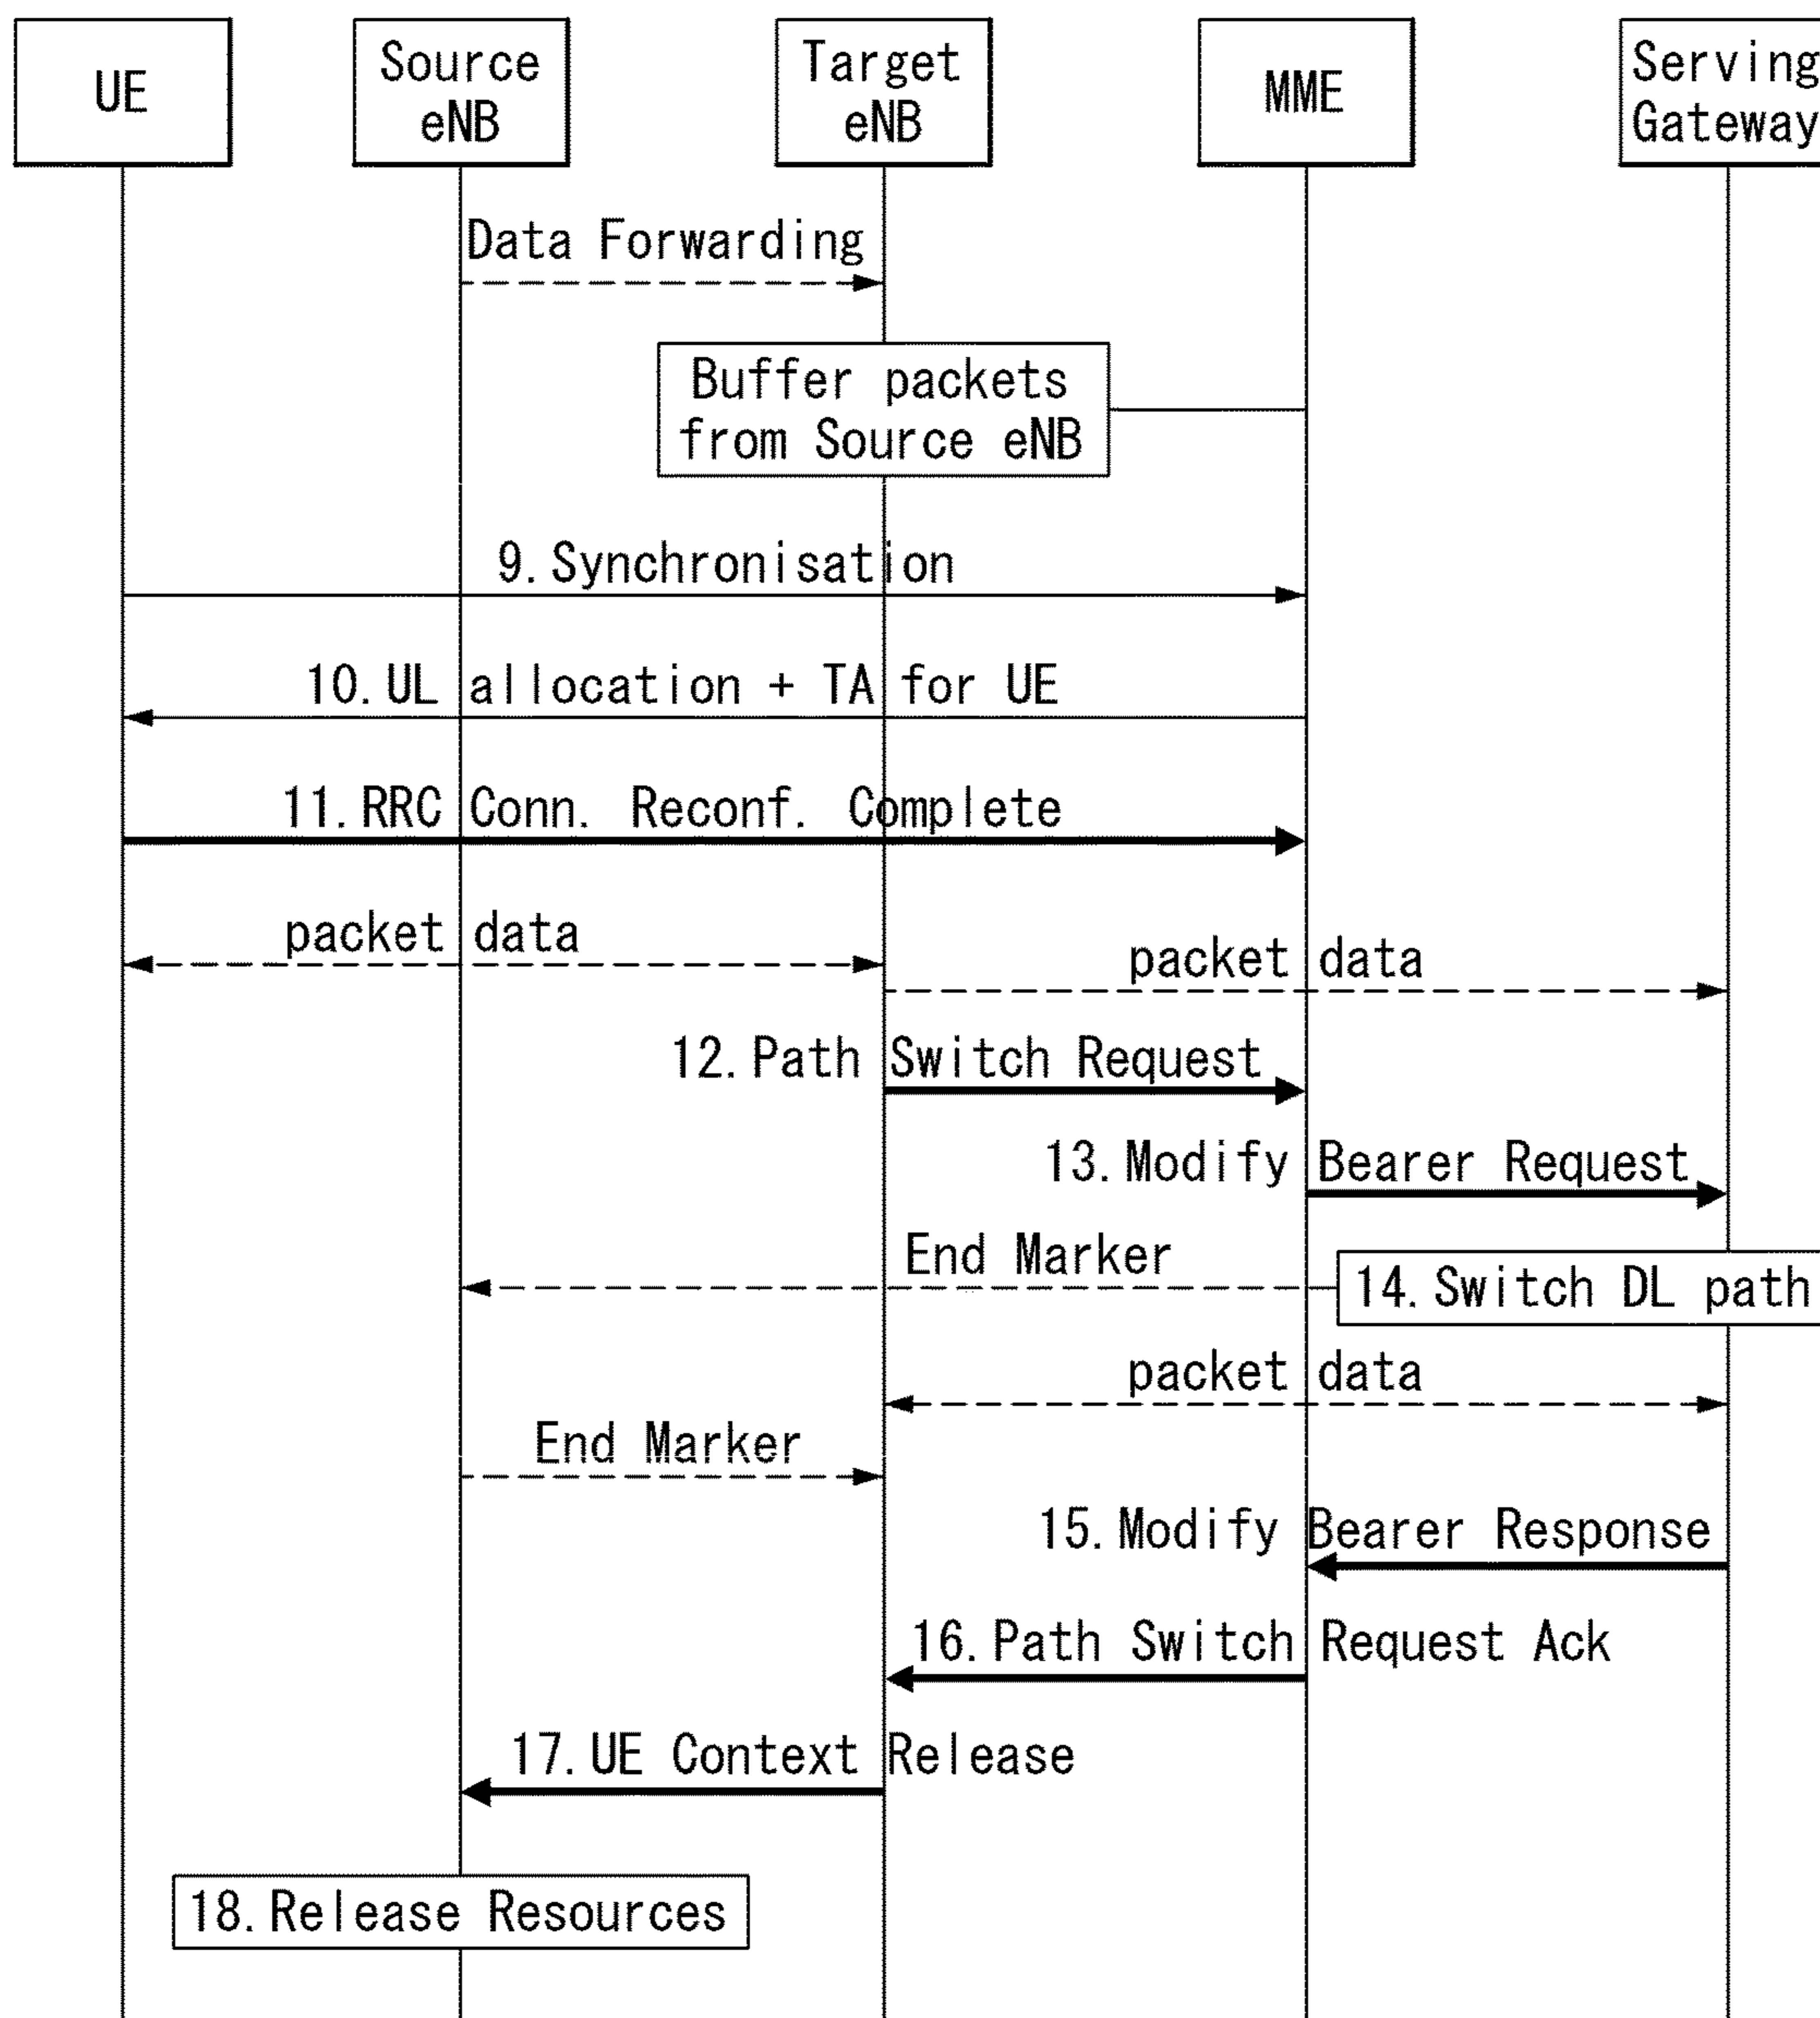 UE
Source
eNB
Target
eNB
MME
Serving
Gateway
Data Forwarding
Buffer packets
from Source eNB
9. Synchronisation
10. UL allocation + TA for UE
11. RRC Conn. Reconf. Complete
packet data
packet data
12. Path Switch Request
13. Modify Bearer Request
End Marker
14. Switch DL path
packet data
End Marker
15. Modify Bearer Response
16. Path Switch Request Ack
17. UE Context Release
18. Release Resources